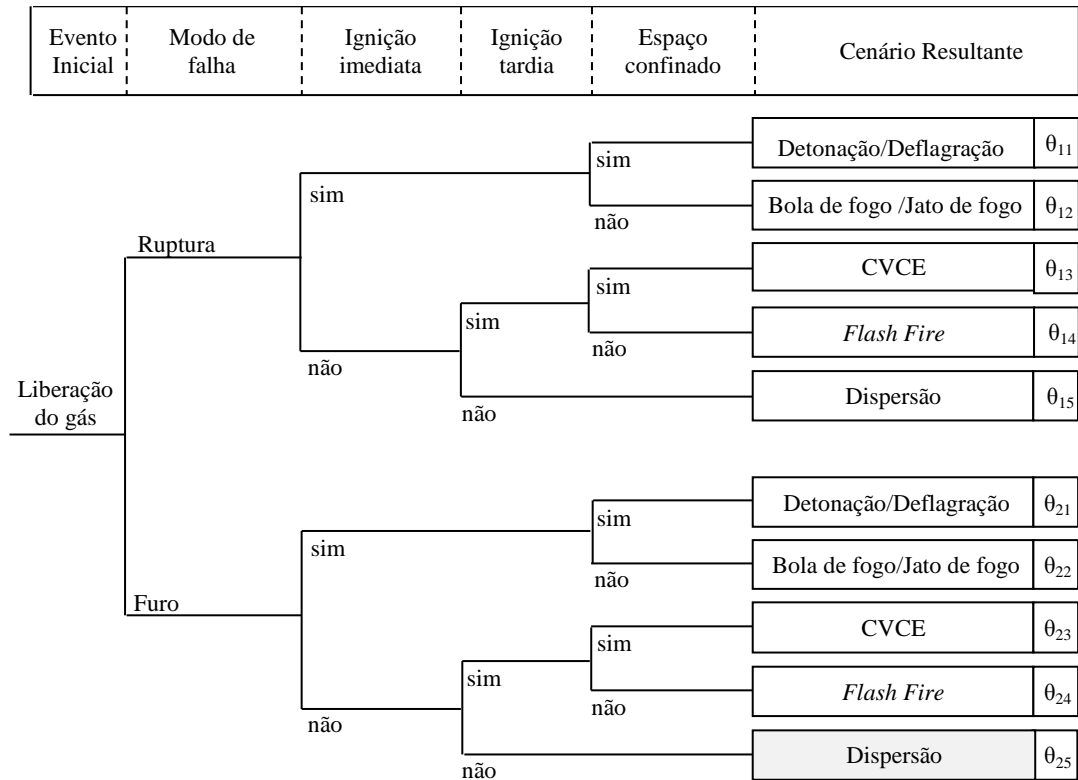 Evento Inicial
Modo de falha
Ignição imediata
Ignição tardia
Espaço confinado
Cenário Resultante
sim
Detonação/Deflagração
θ11
sim
não
Bola de fogo /Jato de fogo
θ12
Ruptura
CVCE
θ13
sim
sim
não
Flash Fire
θ14
não
Liberação do gás
Dispersão
θ15
não
Detonação/Deflagração
θ21
sim
sim
não
Bola de fogo/Jato de fogo
θ22
Furo
CVCE
θ23
sim
sim
não
Flash Fire
θ24
não
Dispersão
θ25
não